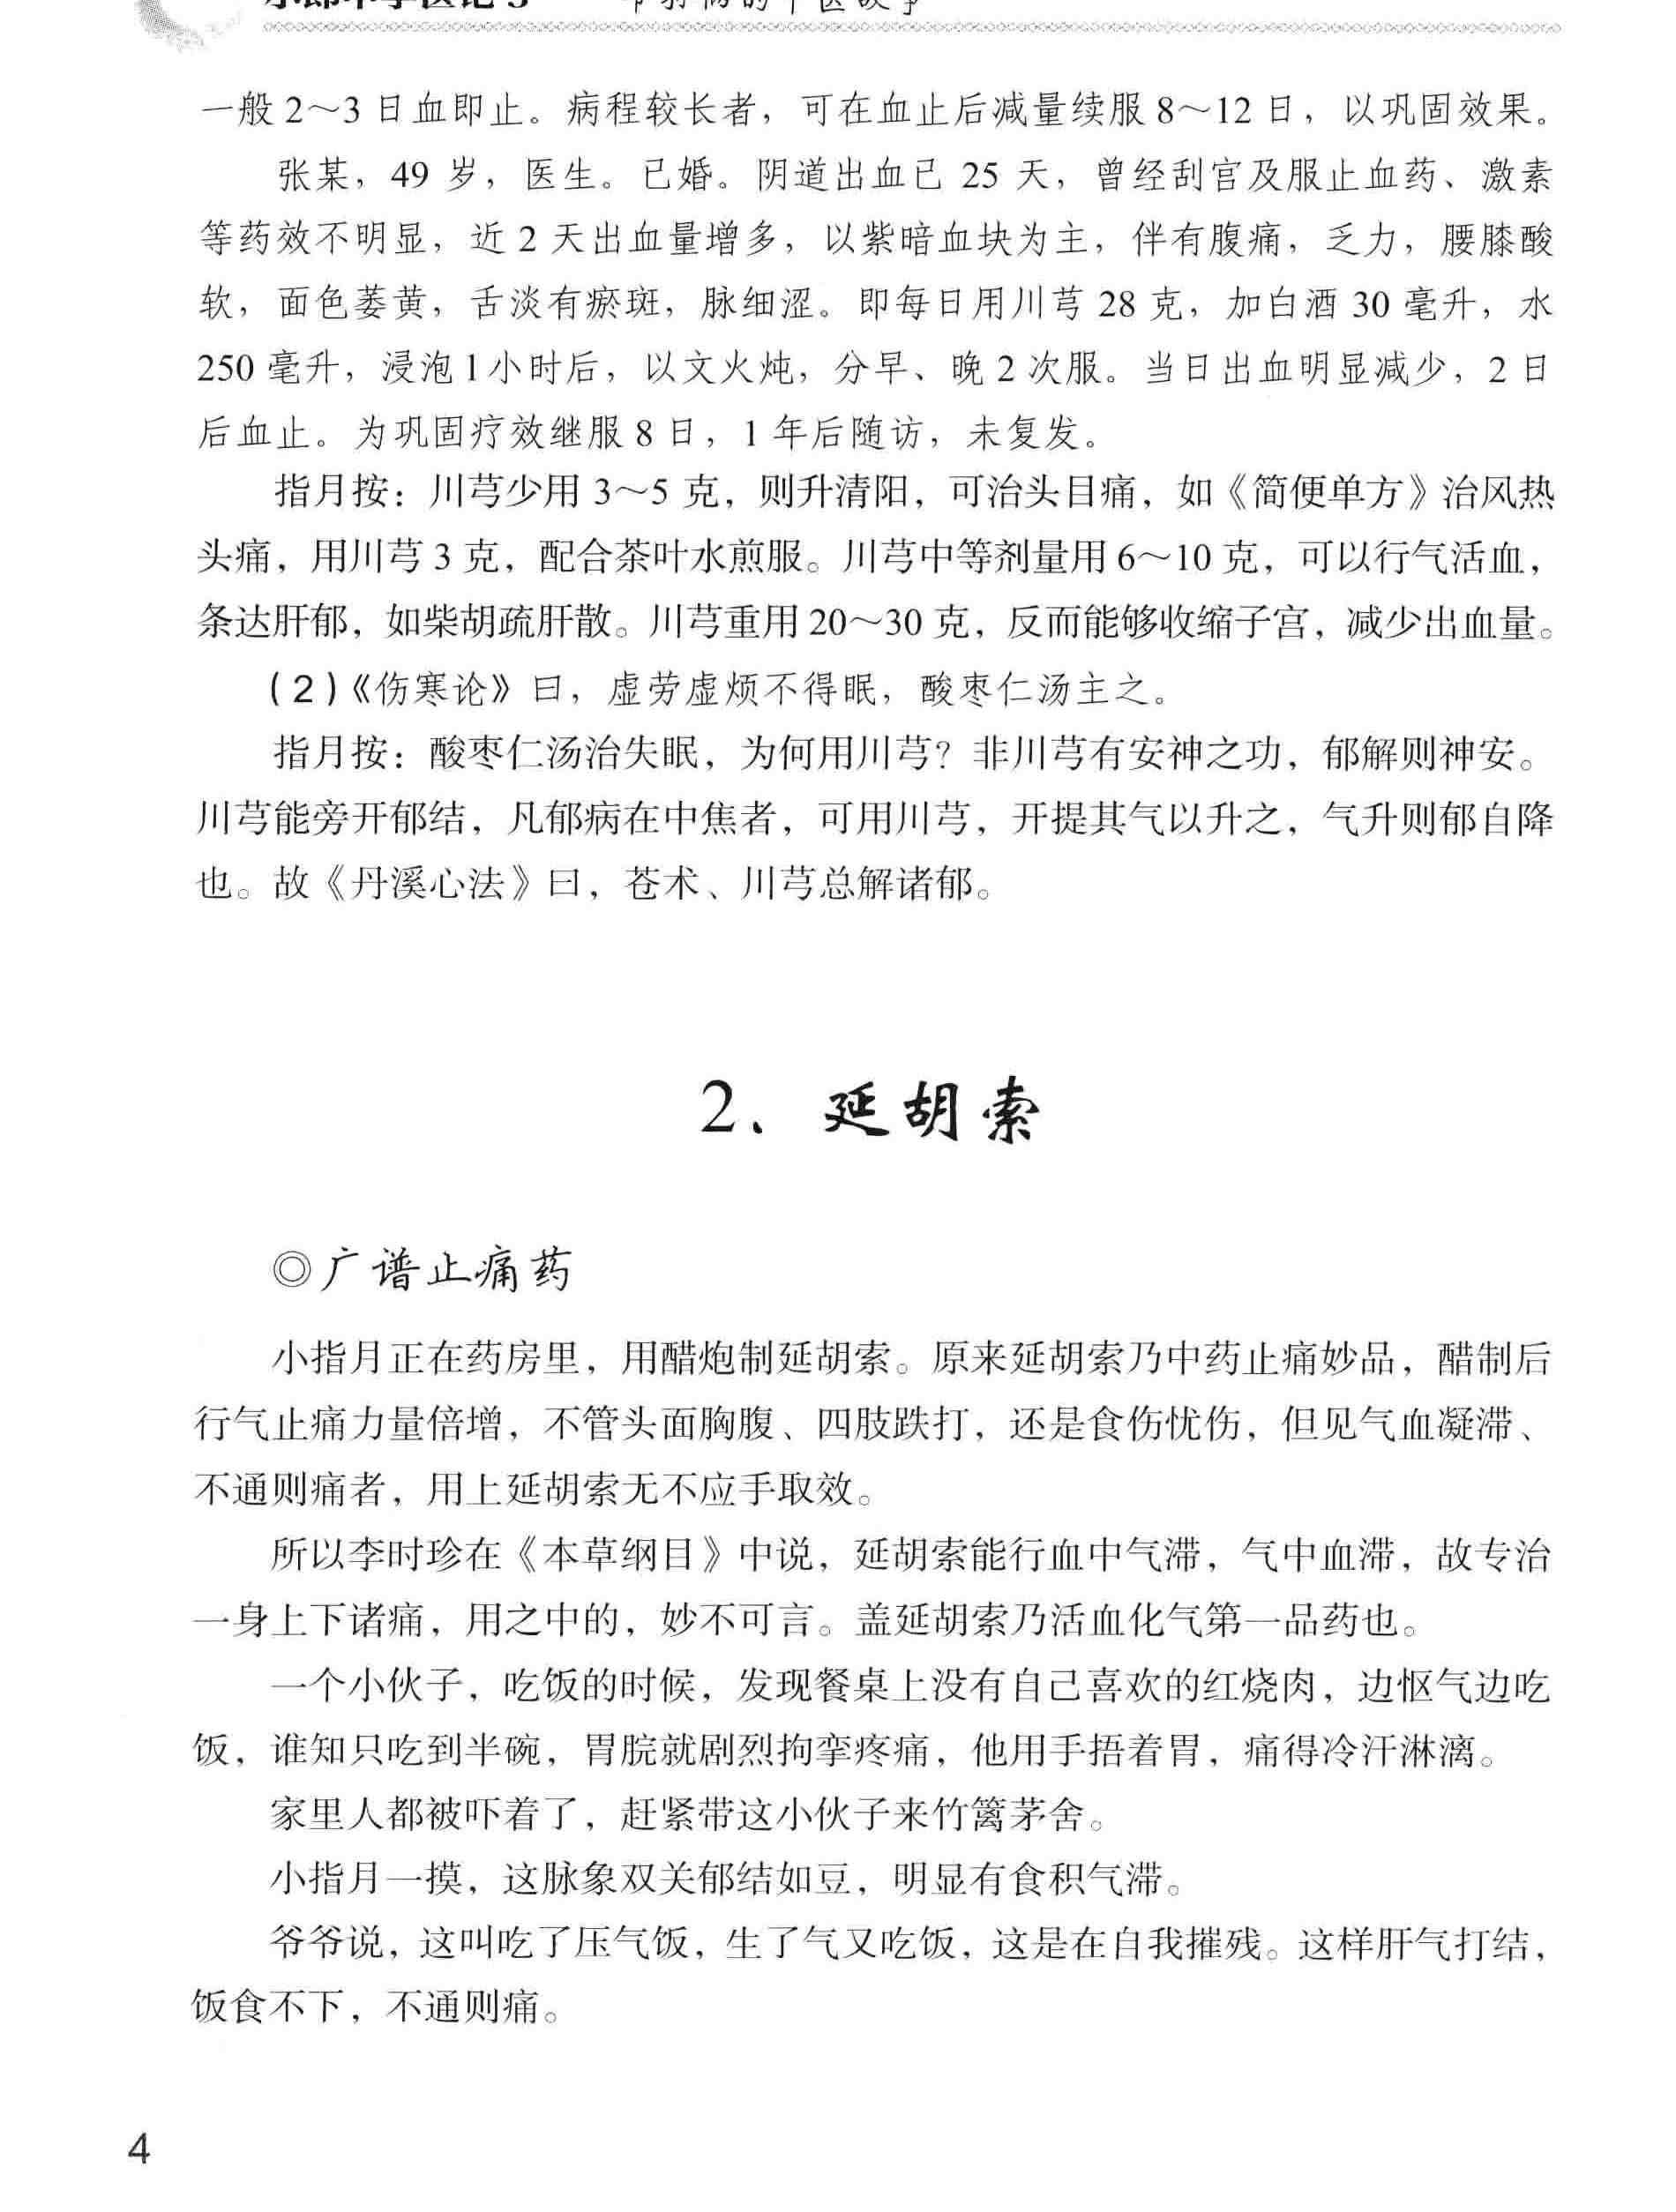 一般 2～3 日血即止。病程较长者，可在血止后减量续服 8～12 日，以巩固效果。
张某，49 岁，医生。已婚。阴道出血已 25 天，曾经刮宫及服止血药、激素
等药效不明显，近 2 天出血量增多，以紫暗血块为主，伴有腹痛，乏力，腰膝酸
软，面色萎黄，舌淡有瘀斑，脉细涩。即每日用川芎 28 克，加白酒 30 毫升，水
250 毫升，浸泡 1 小时后，以文火炖，分早、晚 2 次服。当日出血明显减少，2 日
后血止。为巩固疗效继服 8 日，1 年后随访，未复发。
指月按：川芎少用 3～5 克，则升清阳，可治头目痛，如《简便单方》治风热
头痛，用川芎 3 克，配合茶叶水煎服。川芎中等剂量用 6～10 克，可以行气活血，
条达肝郁，如柴胡疏肝散。川芎重用 20～30 克，反而能够收缩子宫，减少出血量。
(2)《伤寒论》曰，虚劳虚烦不得眠，酸枣仁汤主之。
指月按：酸枣仁汤治失眠，为何用川芎？非川芎有安神之功，郁解则神安。
川芎能旁开郁结，凡郁病在中焦者，可用川芎，开提其气以升之，气升则郁自降
也。故《丹溪心法》曰，苍术、川芎总解诸郁。
2、延胡索
◎广谱止痛药
小指月正在药房里，用醋炮制延胡索。原来延胡索乃中药止痛妙品，醋制后
行气止痛力量倍增，不管头面胸腹、四肢跌打，还是食伤忧伤，但见气血凝滞、
不通则痛者，用上延胡索无不应手取效。
所以李时珍在《本草纲目》中说，延胡索能行血中气滞，气中血滞，故专治
一身上下诸痛，用之中的，妙不可言。盖延胡索乃活血化气第一品药也。
一个小伙子，吃饭的时候，发现餐桌上没有自己喜欢的红烧肉，边怄气边吃
饭，谁知只吃到半碗，胃脘就剧烈拘挛疼痛，他用手捂着胃，痛得冷汗淋漓。
家里人都被吓着了，赶紧带这小伙子来竹篱茅舍。
小指月一摸，这脉象双关郁结如豆，明显有食积气滞。
爷爷说，这叫吃了压气饭，生了气又吃饭，这是在自我摧残。这样肝气打结，
饭食不下，不通则痛。
4